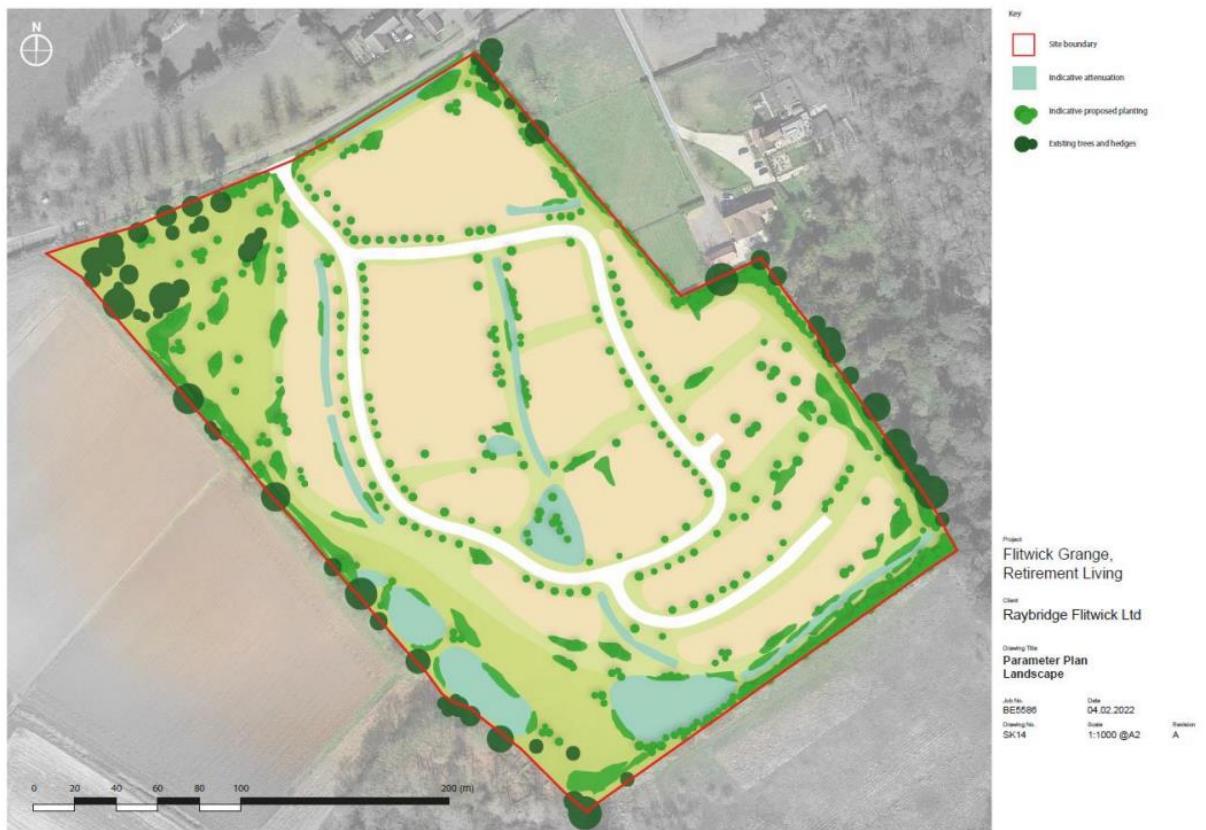 N
Key
Site boundary
Indicative attenuation
Indicative proposed planting
Existing trees and hedges
Project
Flitwick Grange,
Retirement Living
Client
Raybridge Flitwick Ltd
Drawing Title
Parameter Plan
Landscape
Job No. Date
BE5586 04.02.2022
Drawing No. Scale Revision
SK14 1:1000 @A2 A
0 20 40 60 80 100 200 (m)